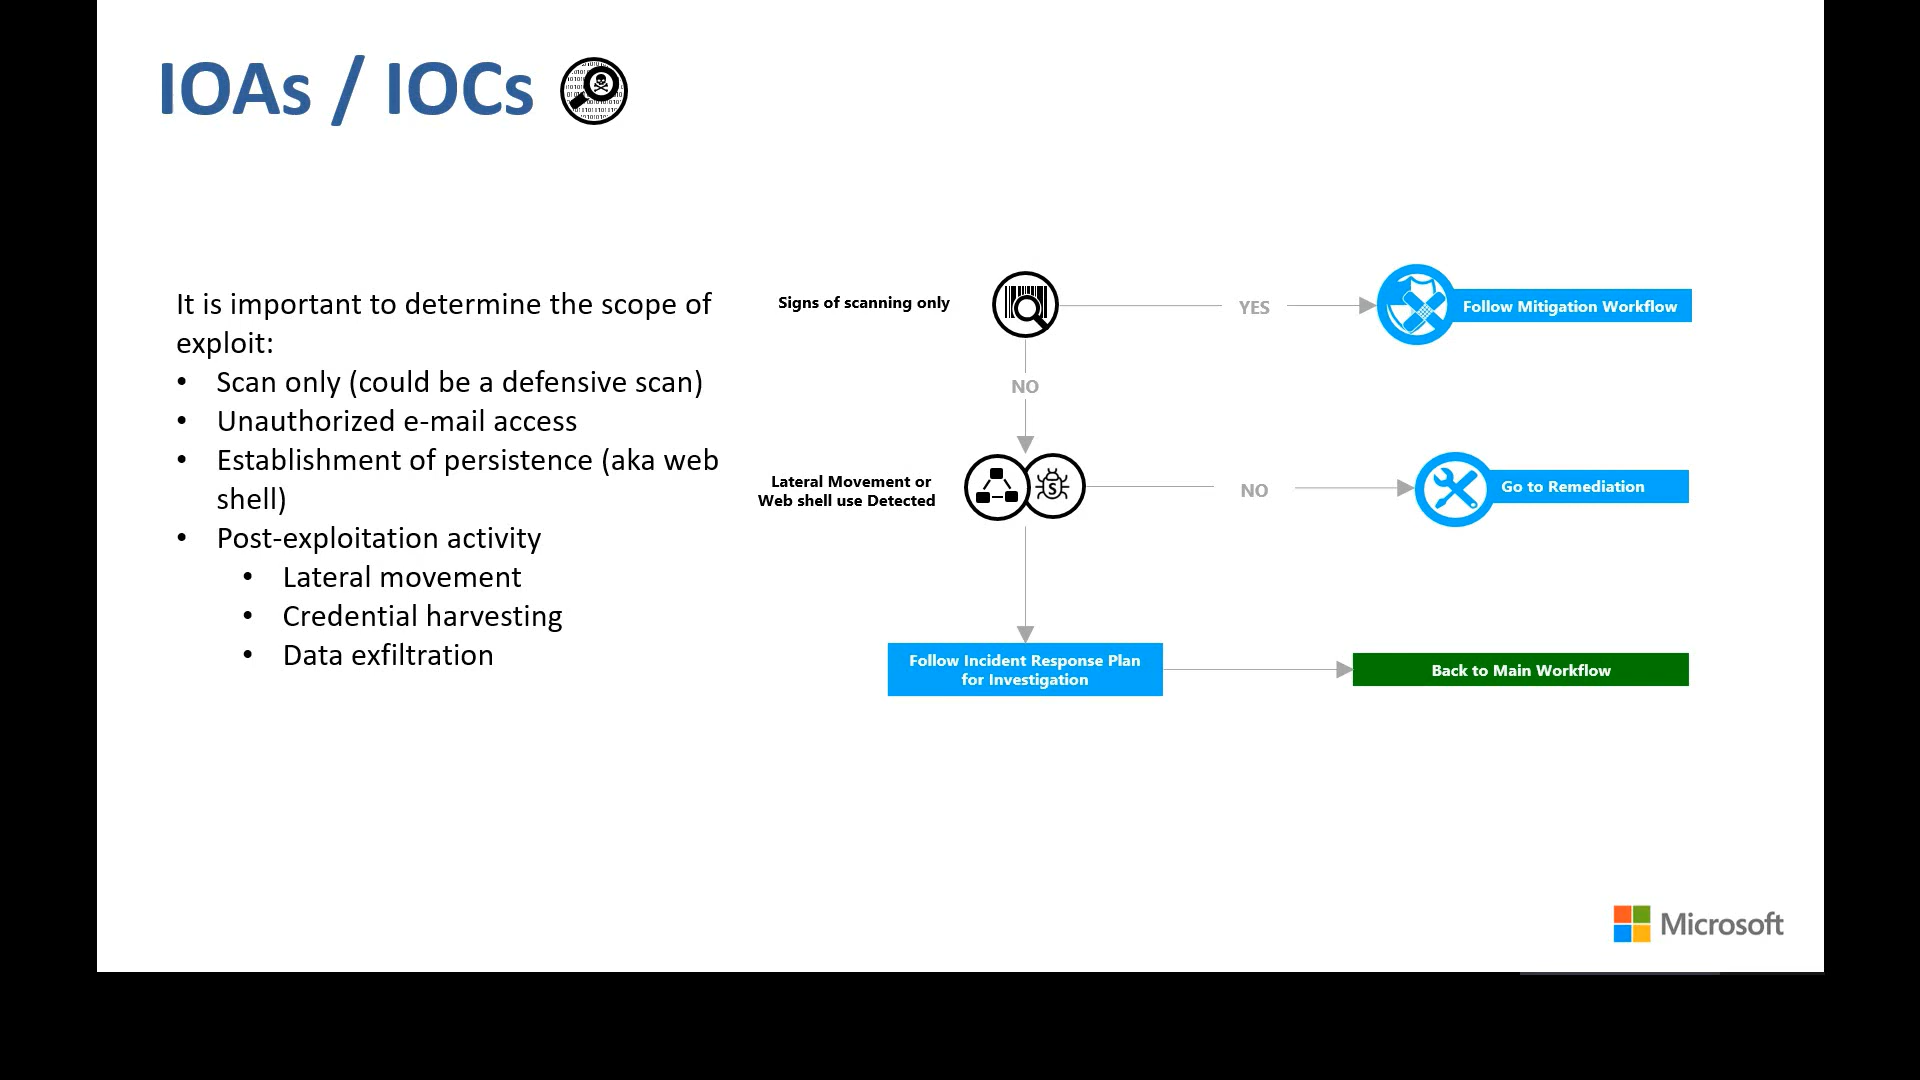 IOAs / IOCs
It is important to determine the scope of
exploit:
• Scan only (could be a defensive scan)
• Unauthorized e-mail access
• Establishment of persistence (aka web
shell)
• Post-exploitation activity
• Lateral movement
• Credential harvesting
• Data exfiltration
Signs of scanning only
YES
Follow Mitigation Workflow
NO
Lateral Movement or
Web shell use Detected
NO
Go to Remediation
Follow Incident Response Plan
for Investigation
Back to Main Workflow
Microsoft